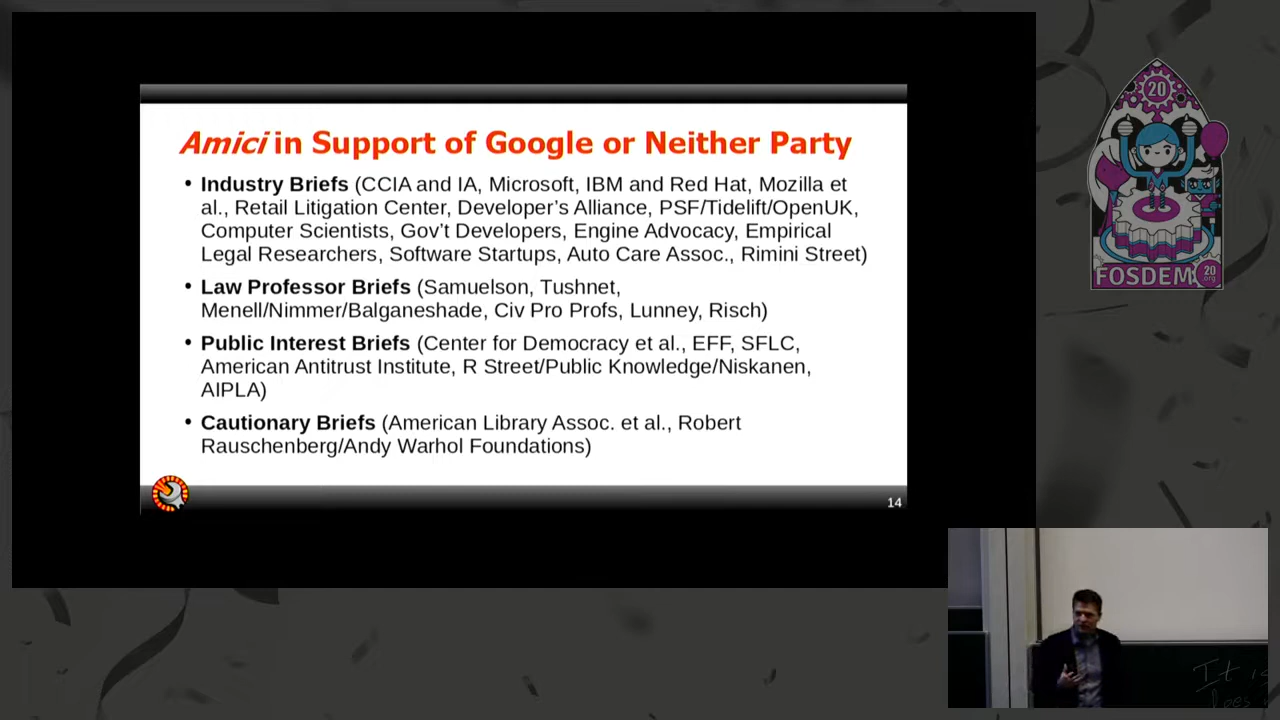 Amici in Support of Google or Neither Party
• Industry Briefs (CCIA and IA, Microsoft, IBM and Red Hat, Mozilla et
al., Retail Litigation Center, Developer’s Alliance, PSF/Tidelift/OpenUK,
Computer Scientists, Gov’t Developers, Engine Advocacy, Empirical
Legal Researchers, Software Startups, Auto Care Assoc., Rimini Street)
• Law Professor Briefs (Samuelson, Tushnet,
Menell/Nimmer/Balganeshade, Civ Pro Profs, Lunney, Risch)
• Public Interest Briefs (Center for Democracy et al., EFF, SFLC,
American Antitrust Institute, R Street/Public Knowledge/Niskanen,
AIPLA)
• Cautionary Briefs (American Library Assoc. et al., Robert
Rauschenberg/Andy Warhol Foundations)
14
20
FOSDEM
20
.org
It is